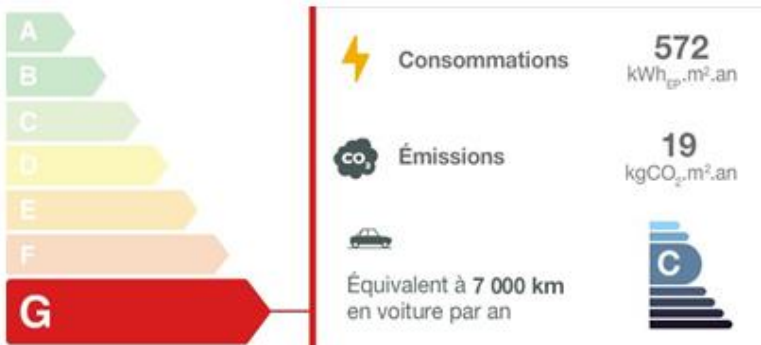 A
B
C
D
E
F
G
Consommations
572
kWhEP.m².an
CO2
Émissions
19
kgCO2.m².an
Équivalent à 7 000 km
en voiture par an
C